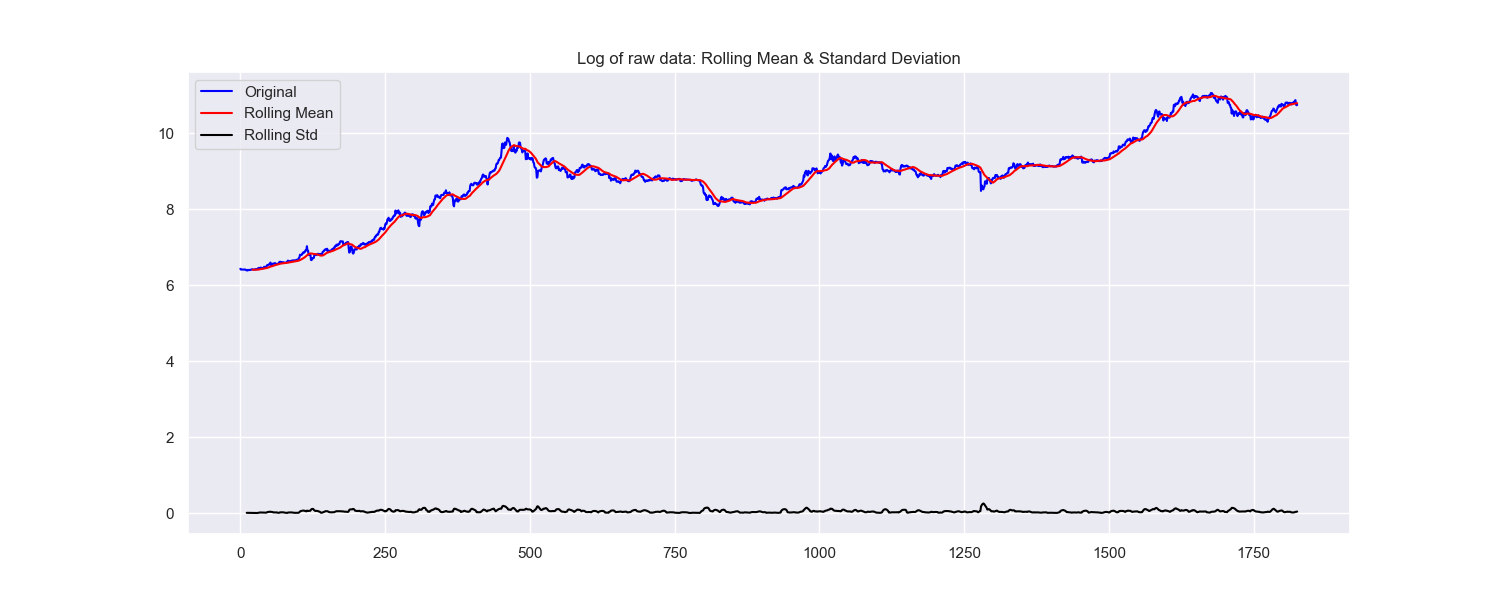 Log of raw data: Rolling Mean & Standard Deviation
Original
Rolling Mean
Rolling Std
10
8
6
4
2
0
0 250 500 750 1000 1250 1500 1750